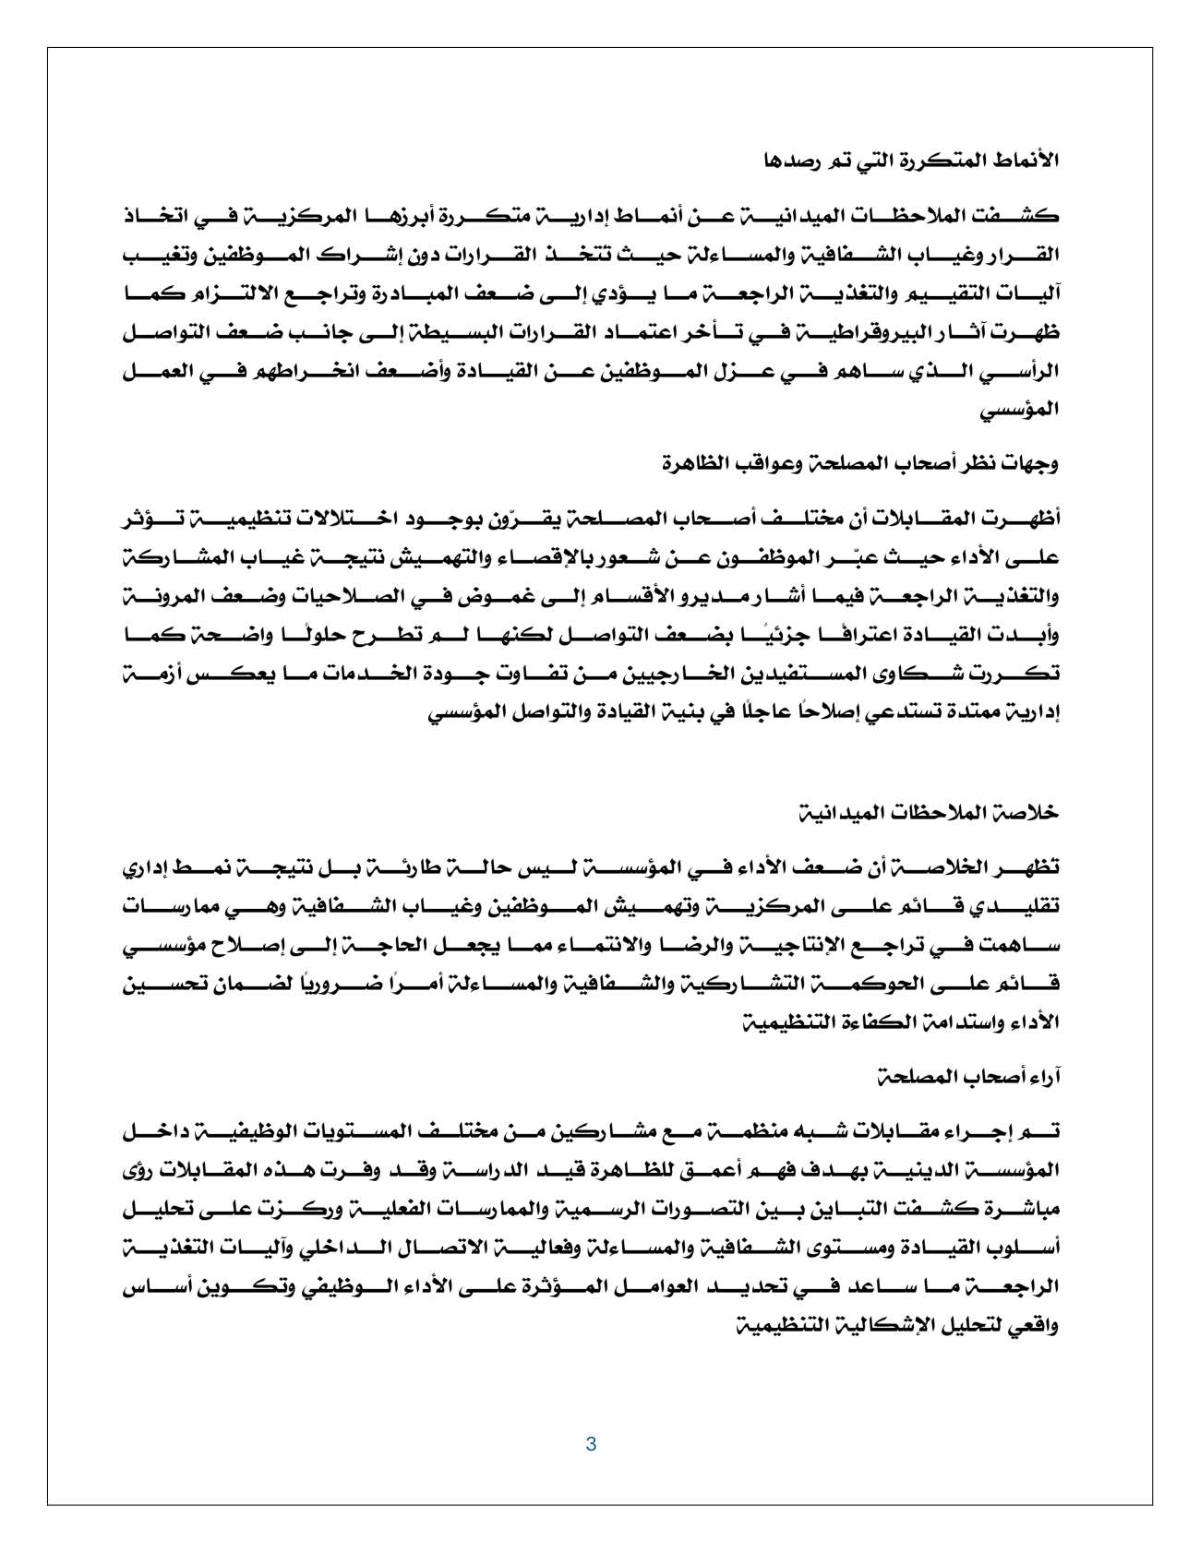 الأنماط المتكررة التي تم رصدها
كشفت الملاحظات الميدانية عن أنماط إدارية متكررة أبرزها المركزية في اتخاذ
القرار وغياب الشفافية والمساءلة حيث تتخذ القرارات دون إشراك الموظفين وتغيب
آليات التقييم والتغذية الراجعة ما يؤدي إلى ضعف المبادرة وتراجع الالتزام كما
ظهرت آثار البيروقراطية في تأخر اعتماد القرارات البسيطة إلى جانب ضعف التواصل
الرأسي الذي ساهم في عزل الموظفين عن القيادة وأضعف انخراطهم في العمل
المؤسسي
وجهات نظر أصحاب المصلحة وعواقب الظاهرة
أظهرت المقابلات أن مختلف أصحاب المصلحة يقرّون بوجود اختلالات تنظيمية تؤثر
على الأداء حيث عبّر الموظفون عن شعور بالإقصاء والتهميش نتيجة غياب المشاركة
والتغذية الراجعة فيما أشار مديرو الأقسام إلى غموض في الصلاحيات وضعف المرونة
وأبدت القيادة اعترافًا جزئيًا بضعف التواصل لكنها لم تطرح حلولًا واضحة كما
تكررت شكاوى المستفيدين الخارجيين من تفاوت جودة الخدمات ما يعكس أزمة
إدارية ممتدة تستدعي إصلاحًا عاجلًا في بنية القيادة والتواصل المؤسسي
خلاصة الملاحظات الميدانية
تظهر الخلاصة أن ضعف الأداء في المؤسسة ليس حالة طارئة بل نتيجة نمط إداري
تقليدي قائم على المركزية وتهميش الموظفين وغياب الشفافية وهي ممارسات
ساهمت في تراجع الإنتاجية والرضا والانتماء مما يجعل الحاجة إلى إصلاح مؤسسي
قائم على الحوكمة التشاركية والشفافية والمساءلة أمرًا ضروريًا لضمان تحسين
الأداء واستدامة الكفاءة التنظيمية
آراء أصحاب المصلحة
تم إجراء مقابلات شبه منظمة مع مشاركين من مختلف المستويات الوظيفية داخل
المؤسسة الدينية بهدف فهم أعمق للظاهرة قيد الدراسة وقد وفرت هذه المقابلات رؤى
مباشرة كشفت التباين بين التصورات الرسمية والممارسات الفعلية وركزت على تحليل
أسلوب القيادة ومستوى الشفافية والمساءلة وفعالية الاتصال الداخلي وآليات التغذية
الراجعة ما ساعد في تحديد العوامل المؤثرة على الأداء الوظيفي وتكوين أساس
واقعي لتحليل الإشكالية التنظيمية
3